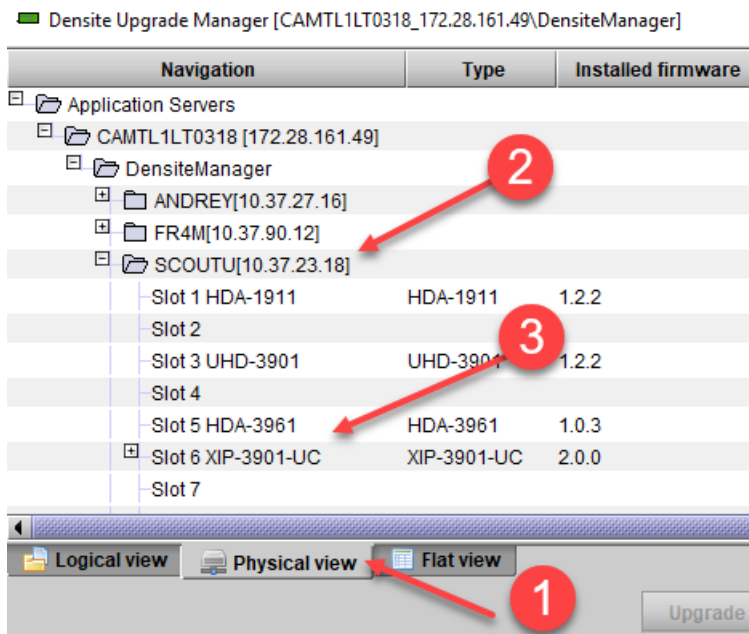 Densite Upgrade Manager [CAMTL1LT0318_172.28.161.49\DensiteManager]
Navigation Type Installed firmware
Application Servers
CAMTL1LT0318 [172.28.161.49]
DensiteManager
2
ANDREY[10.37.27.16]
FR4M[10.37.90.12]
SCOUTU[10.37.23.18]
Slot 1 HDA-1911 HDA-1911 1.2.2
Slot 2
3
Slot 3 UHD-3901 UHD-3901 1.2.2
Slot 4
Slot 5 HDA-3961 HDA-3961 1.0.3
Slot 6 XIP-3901-UC XIP-3901-UC 2.0.0
Slot 7
Logical view Physical view Flat view
1
Upgrade